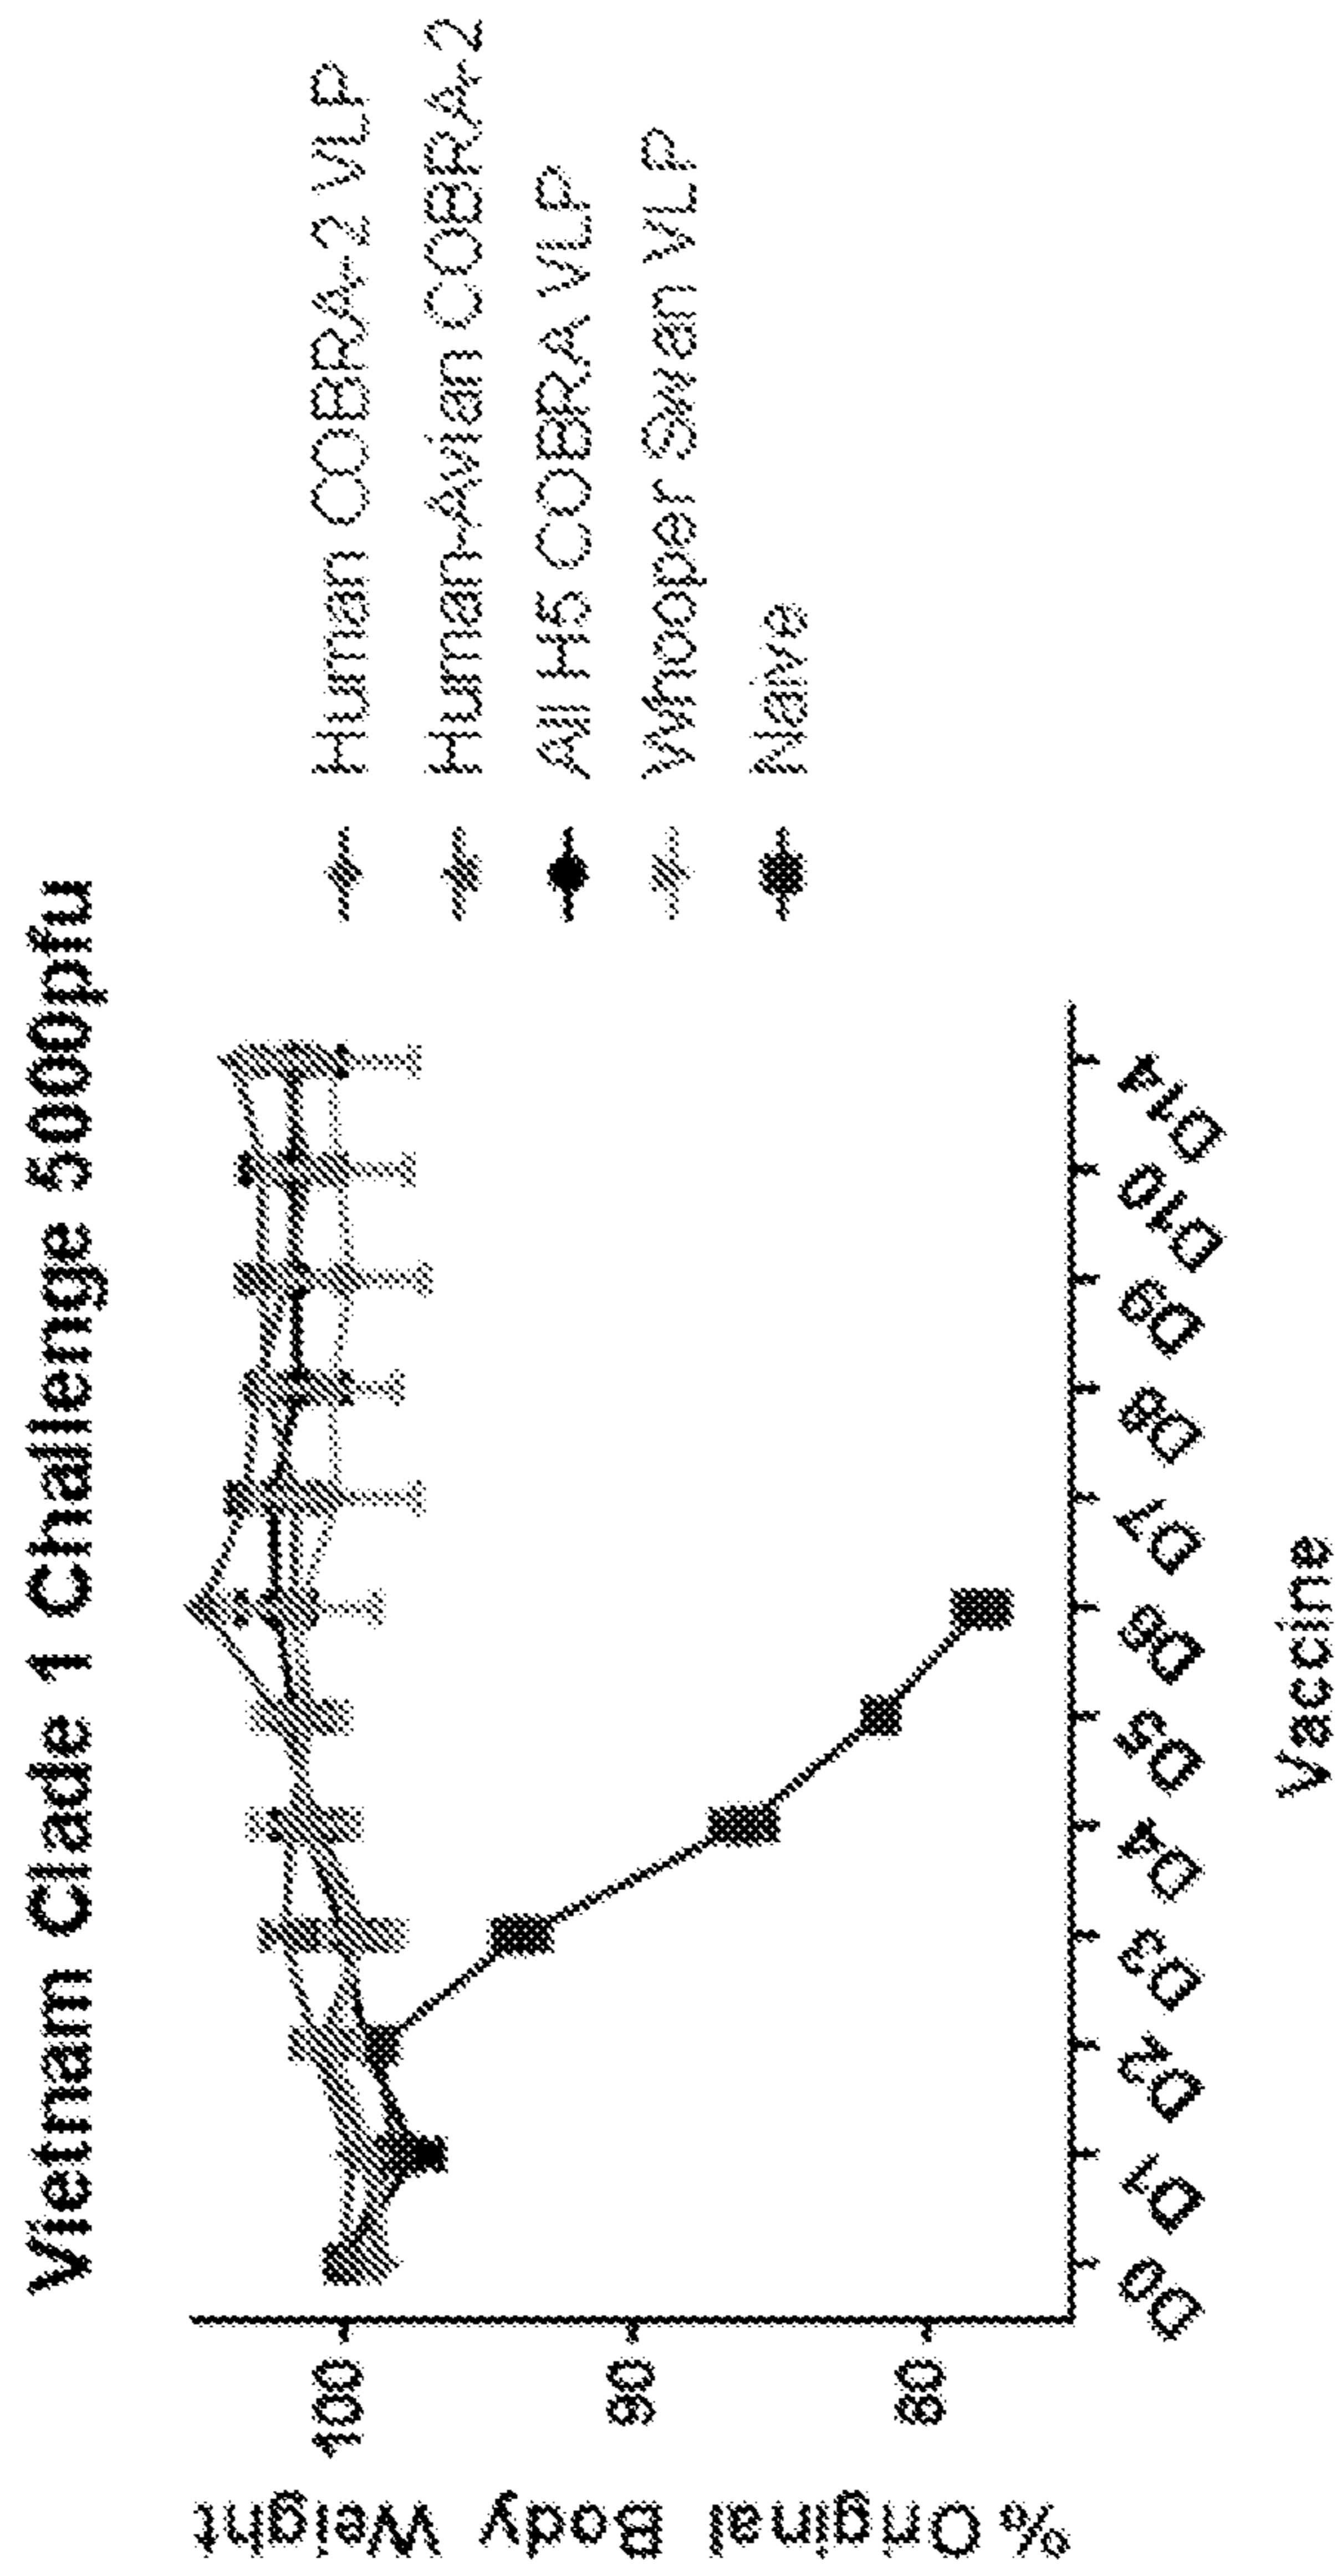 Vietnam Clade 1 Challenge 5000pfu
% Original Body Weight
100
90
80
D0
D1
D2
D3
D4
D5
D6
D7
D8
D9
D10
D14
Vaccine
Human COBRA-2 VLP
Human-Avian COBRA-2
All H5 COBRA VLP
Whooper Swan VLP
Naive